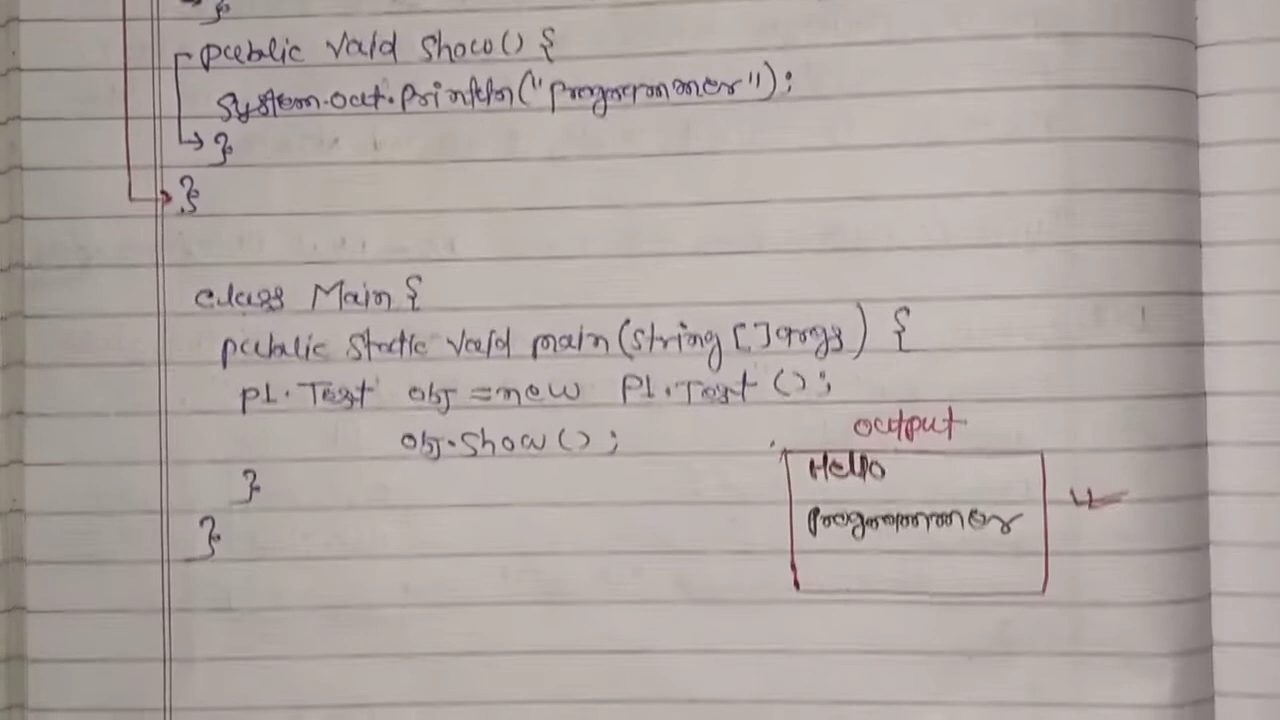 }
public void show() {
System.out.println("programmer");
}
}
class Main {
public static void main(String []args) {
p1.Test obj = new p1.Test ();
obj.show();
}
}
output
Hello
programmer